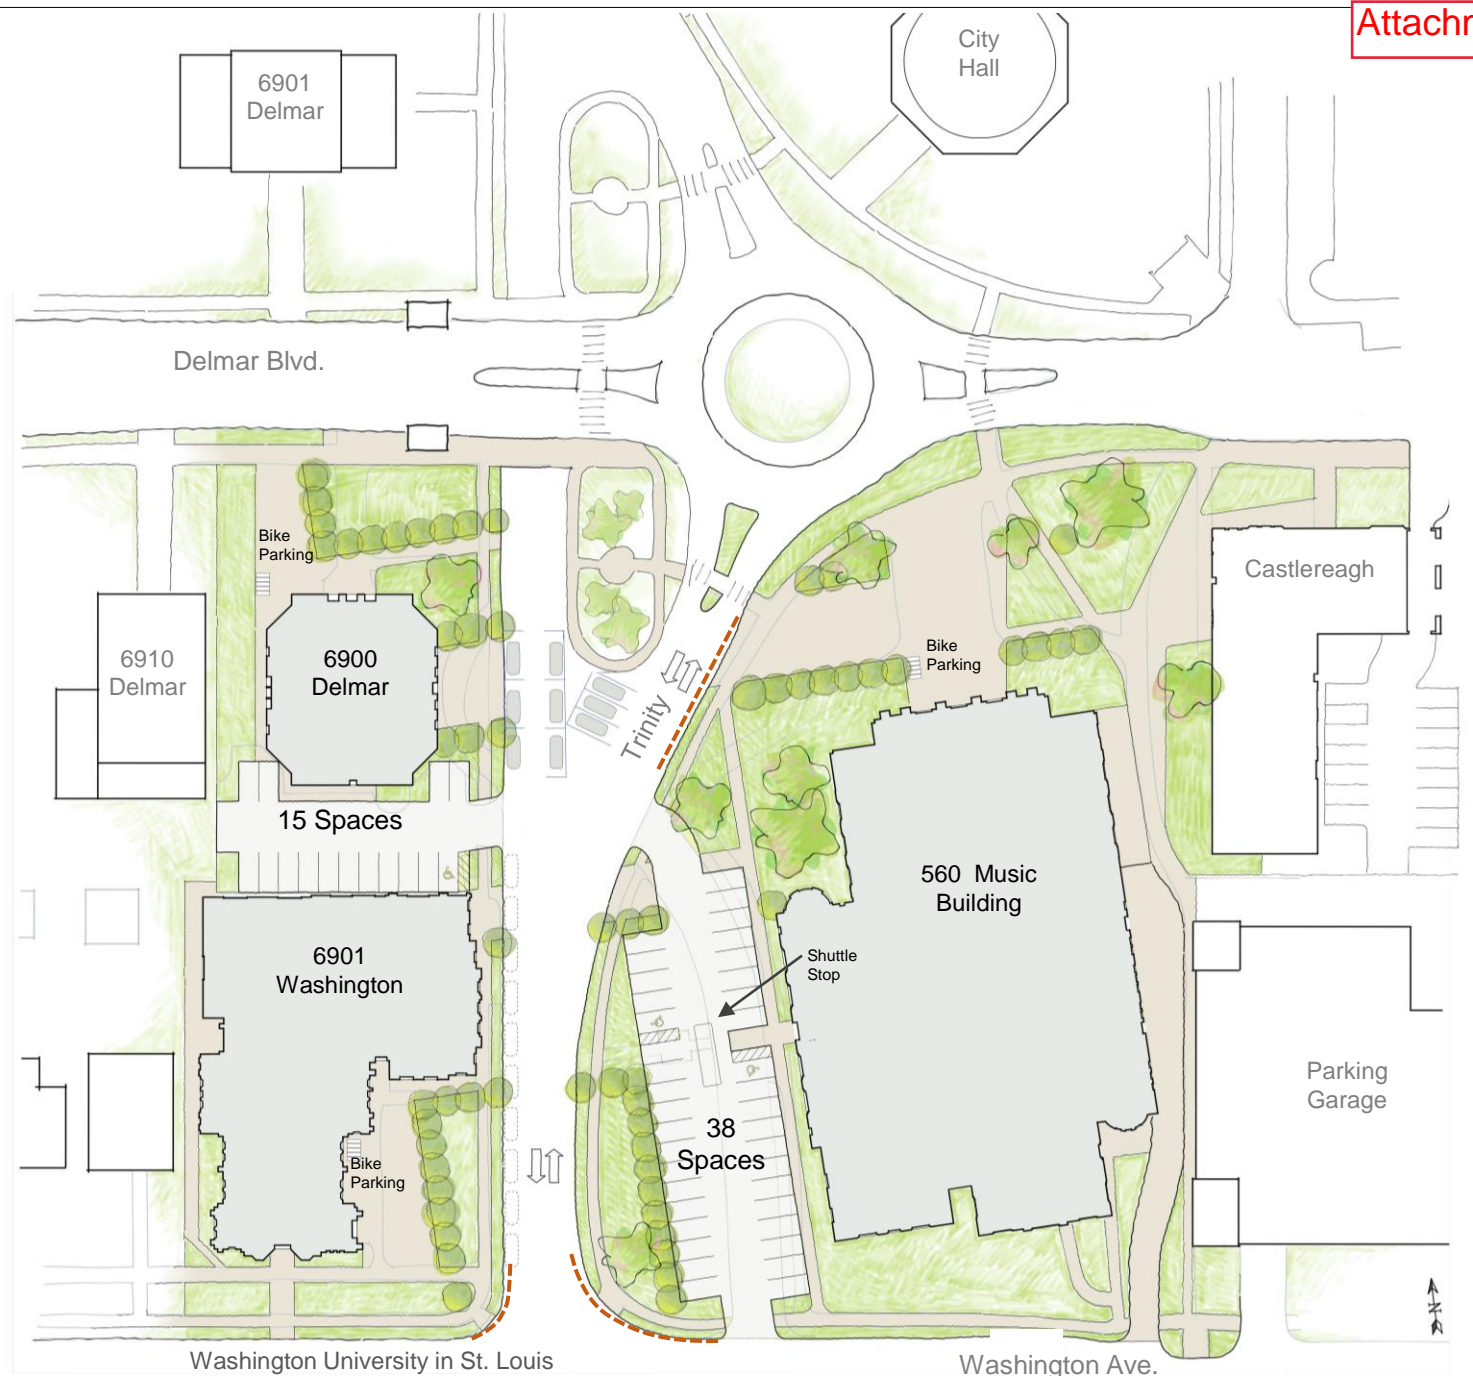 Attachr
City
Hall
6901
Delmar
Delmar Blvd.
Bike
Parking
Castlereagh
6910
Delmar
6900
Delmar
Bike
Parking
Trinity
15 Spaces
560 Music
Building
6901
Washington
Shuttle
Stop
Parking
Garage
38
Spaces
Bike
Parking
N
Washington University in St. Louis
Washington Ave.